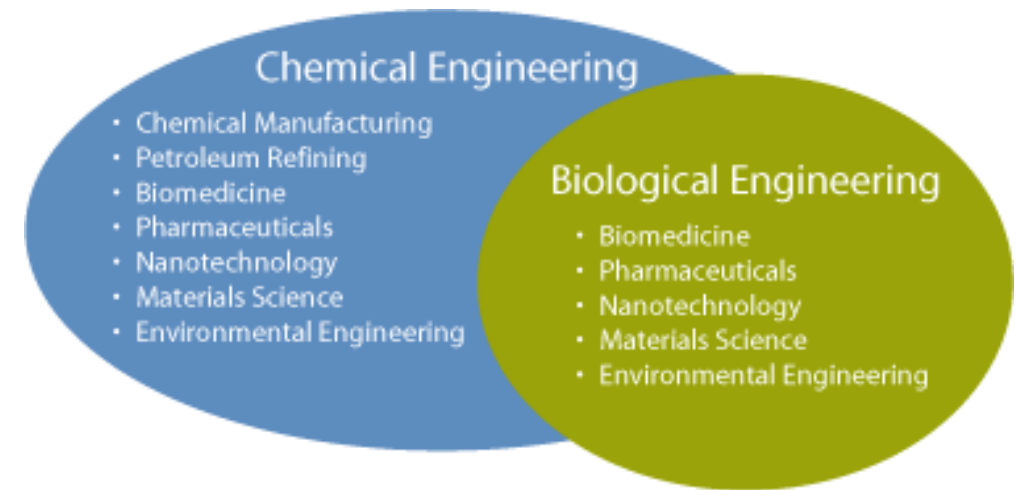 Chemical Engineering
• Chemical Manufacturing
• Petroleum Refining
• Biomedicine
• Pharmaceuticals
• Nanotechnology
• Materials Science
• Environmental Engineering
Biological Engineering
• Biomedicine
• Pharmaceuticals
• Nanotechnology
• Materials Science
• Environmental Engineering